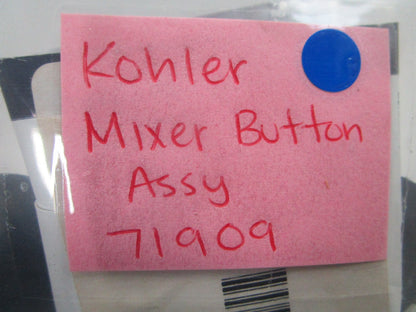 Kohler
Mixer Button
Assy
71909